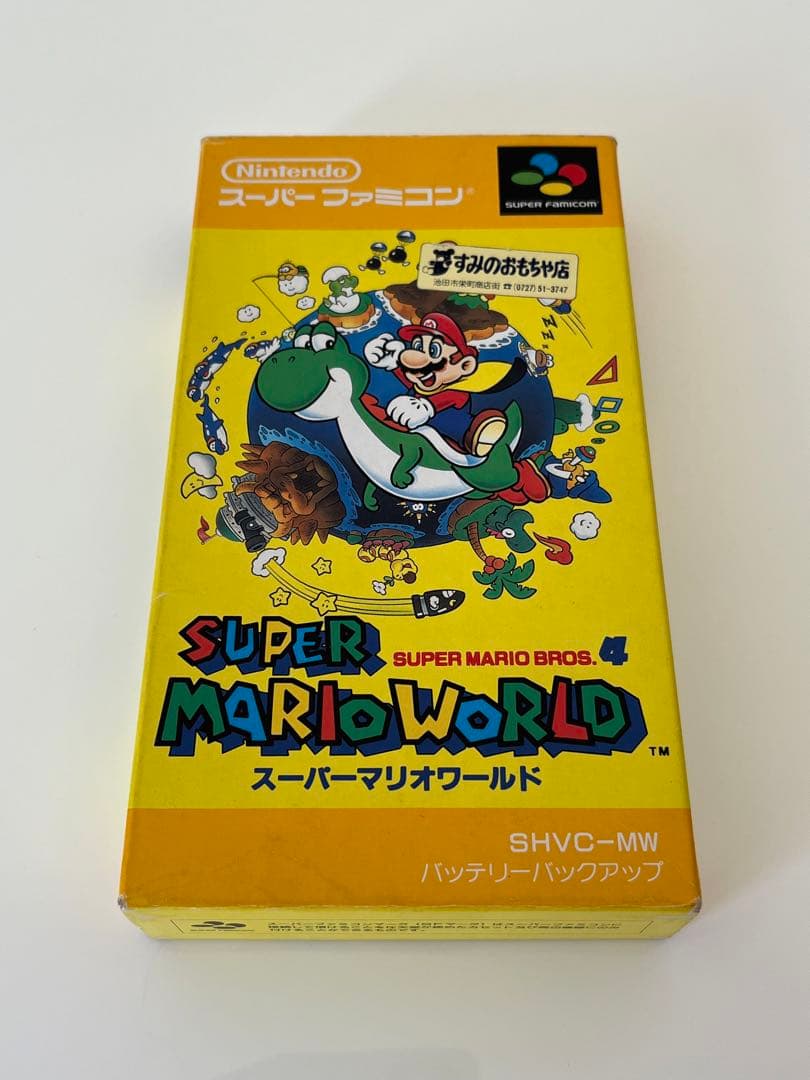 Nintendo
スーパーファミコン®
SUPER FAMICOM
すみのおもちゃ店
池田市栄町商店街 ☎(0727)51-3747
ZZZ
SUPER
SUPER MARIO BROS. 4
MARIO WORLD™
スーパーマリオワールド
SHVC-MW
バッテリーバックアップ